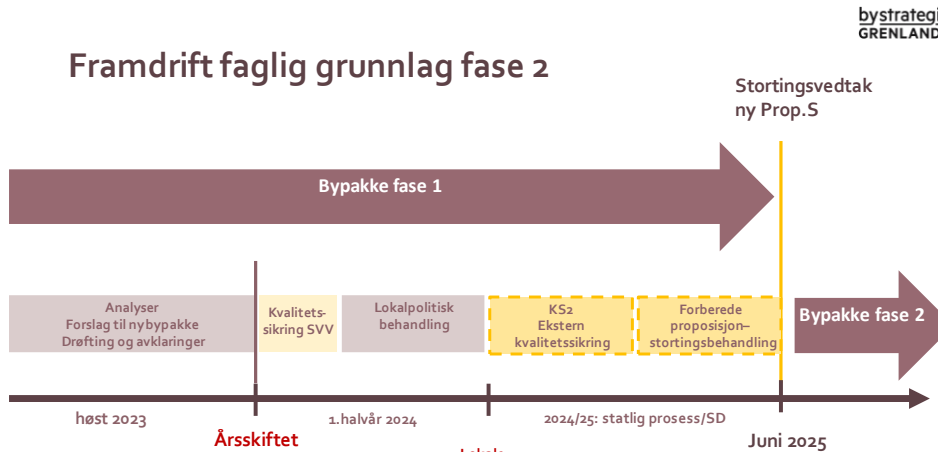 bystrategi
GRENLAND
Framdrift faglig grunnlag fase 2
Stortingsvedtak
ny Prop.S
Bypakke fase 1
Analyser
Forslag til ny bypakke
Drøfting og avklaringer
Kvalitets-
sikring SVV
Lokalpolitisk
behandling
KS2
Ekstern
kvalitetssikring
Forberede
proposisjon–
stortingsbehandling
Bypakke fase 2
høst 2023
1.halvår 2024
2024/25: statlig prosess/SD
Årsskiftet
Juni 2025